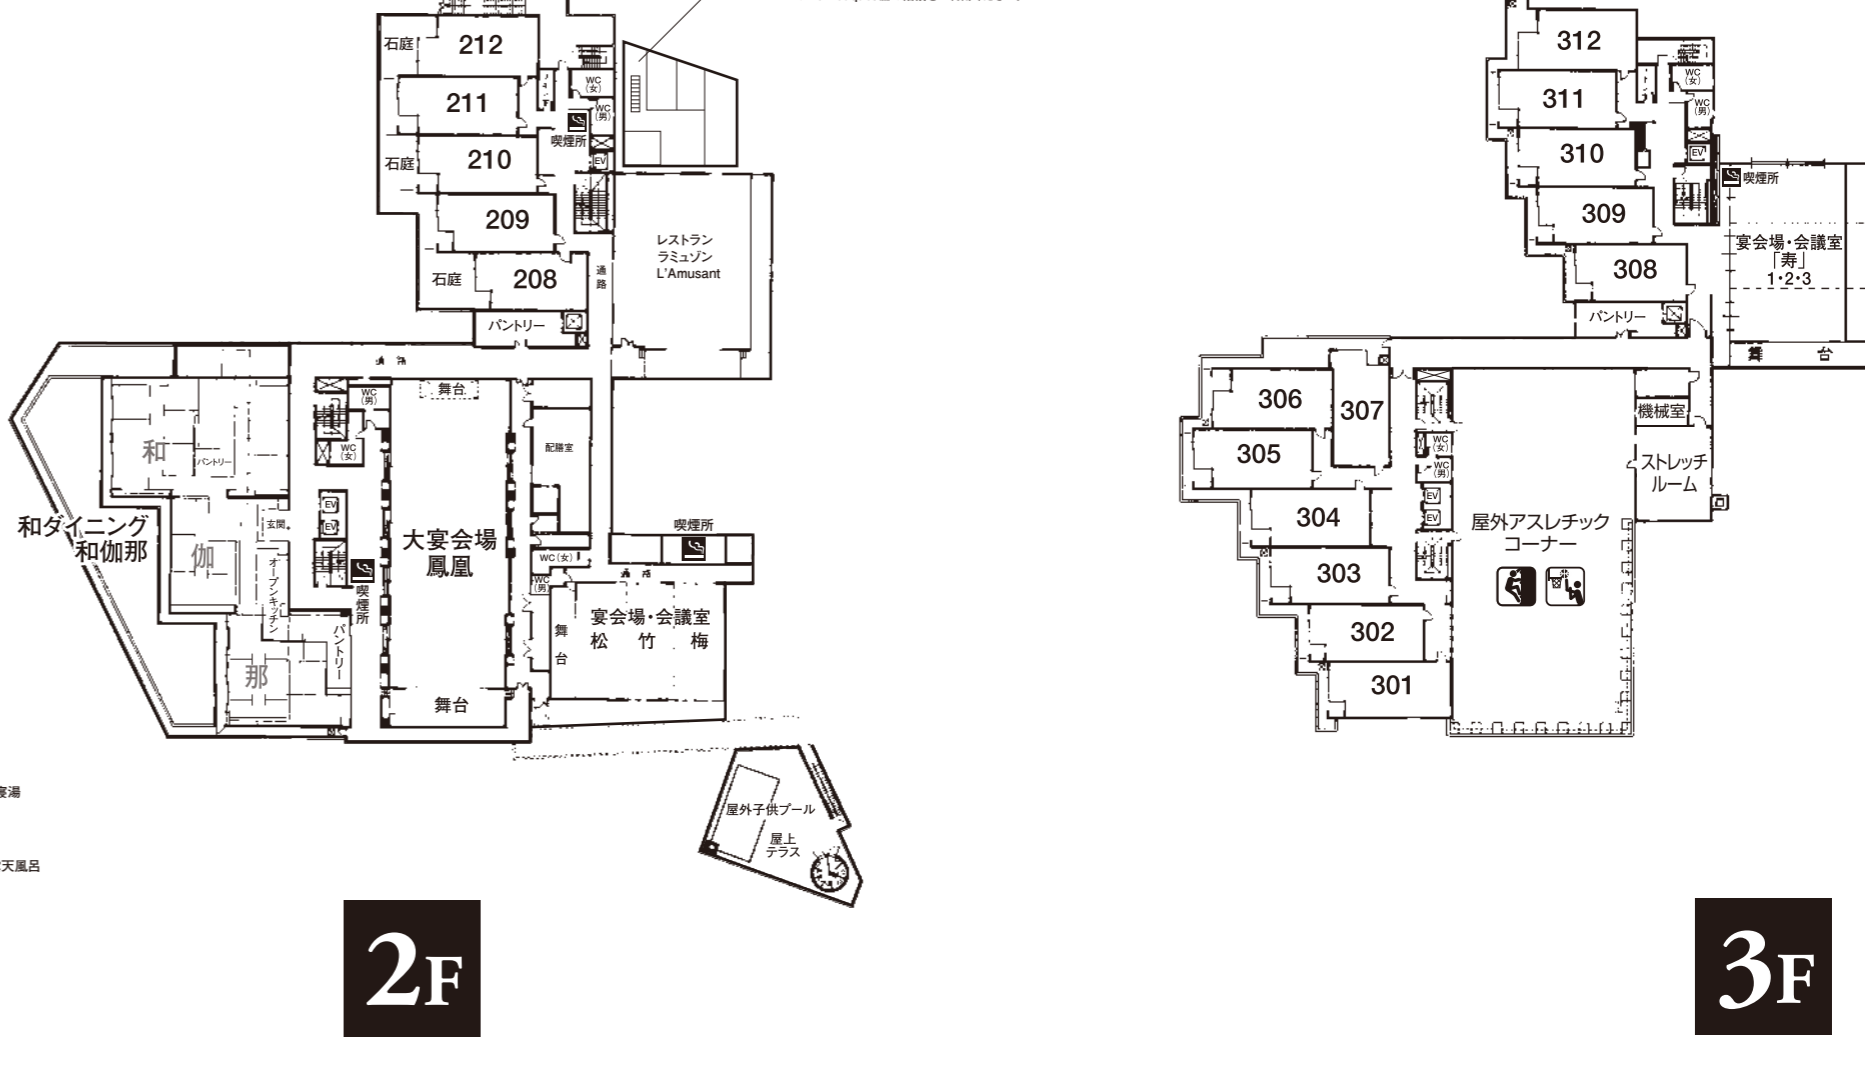 石庭
212
211
WC
(女)
WC
(男)
喫煙所
石庭
210
EV
209
石庭
208
通路
レストラン
ラミュゾン
L'Amusant
パントリー
通路
舞台
WC
(男)
WC
(女)
配膳室
和
パントリー
和ダイニング
和伽那
玄関
伽
オープンキッチン
EV
EV
喫煙所
大宴会場
鳳凰
喫煙所
WC(女)
WC
(男)
通路
宴会場・会議室
松 竹 梅
舞台
パントリー
那
舞台
屋外子供プール
屋上
テラス
寝湯
天風呂
2F
312
311
WC
(女)
WC
(男)
310
EV
喫煙所
309
宴会場・会議室
「寿」
1・2・3
308
パントリー
舞 台
306
307
機械室
305
WC
(女)
WC
(男)
ストレッチ
ルーム
EV
EV
304
屋外アスレチック
コーナー
303
302
301
3F